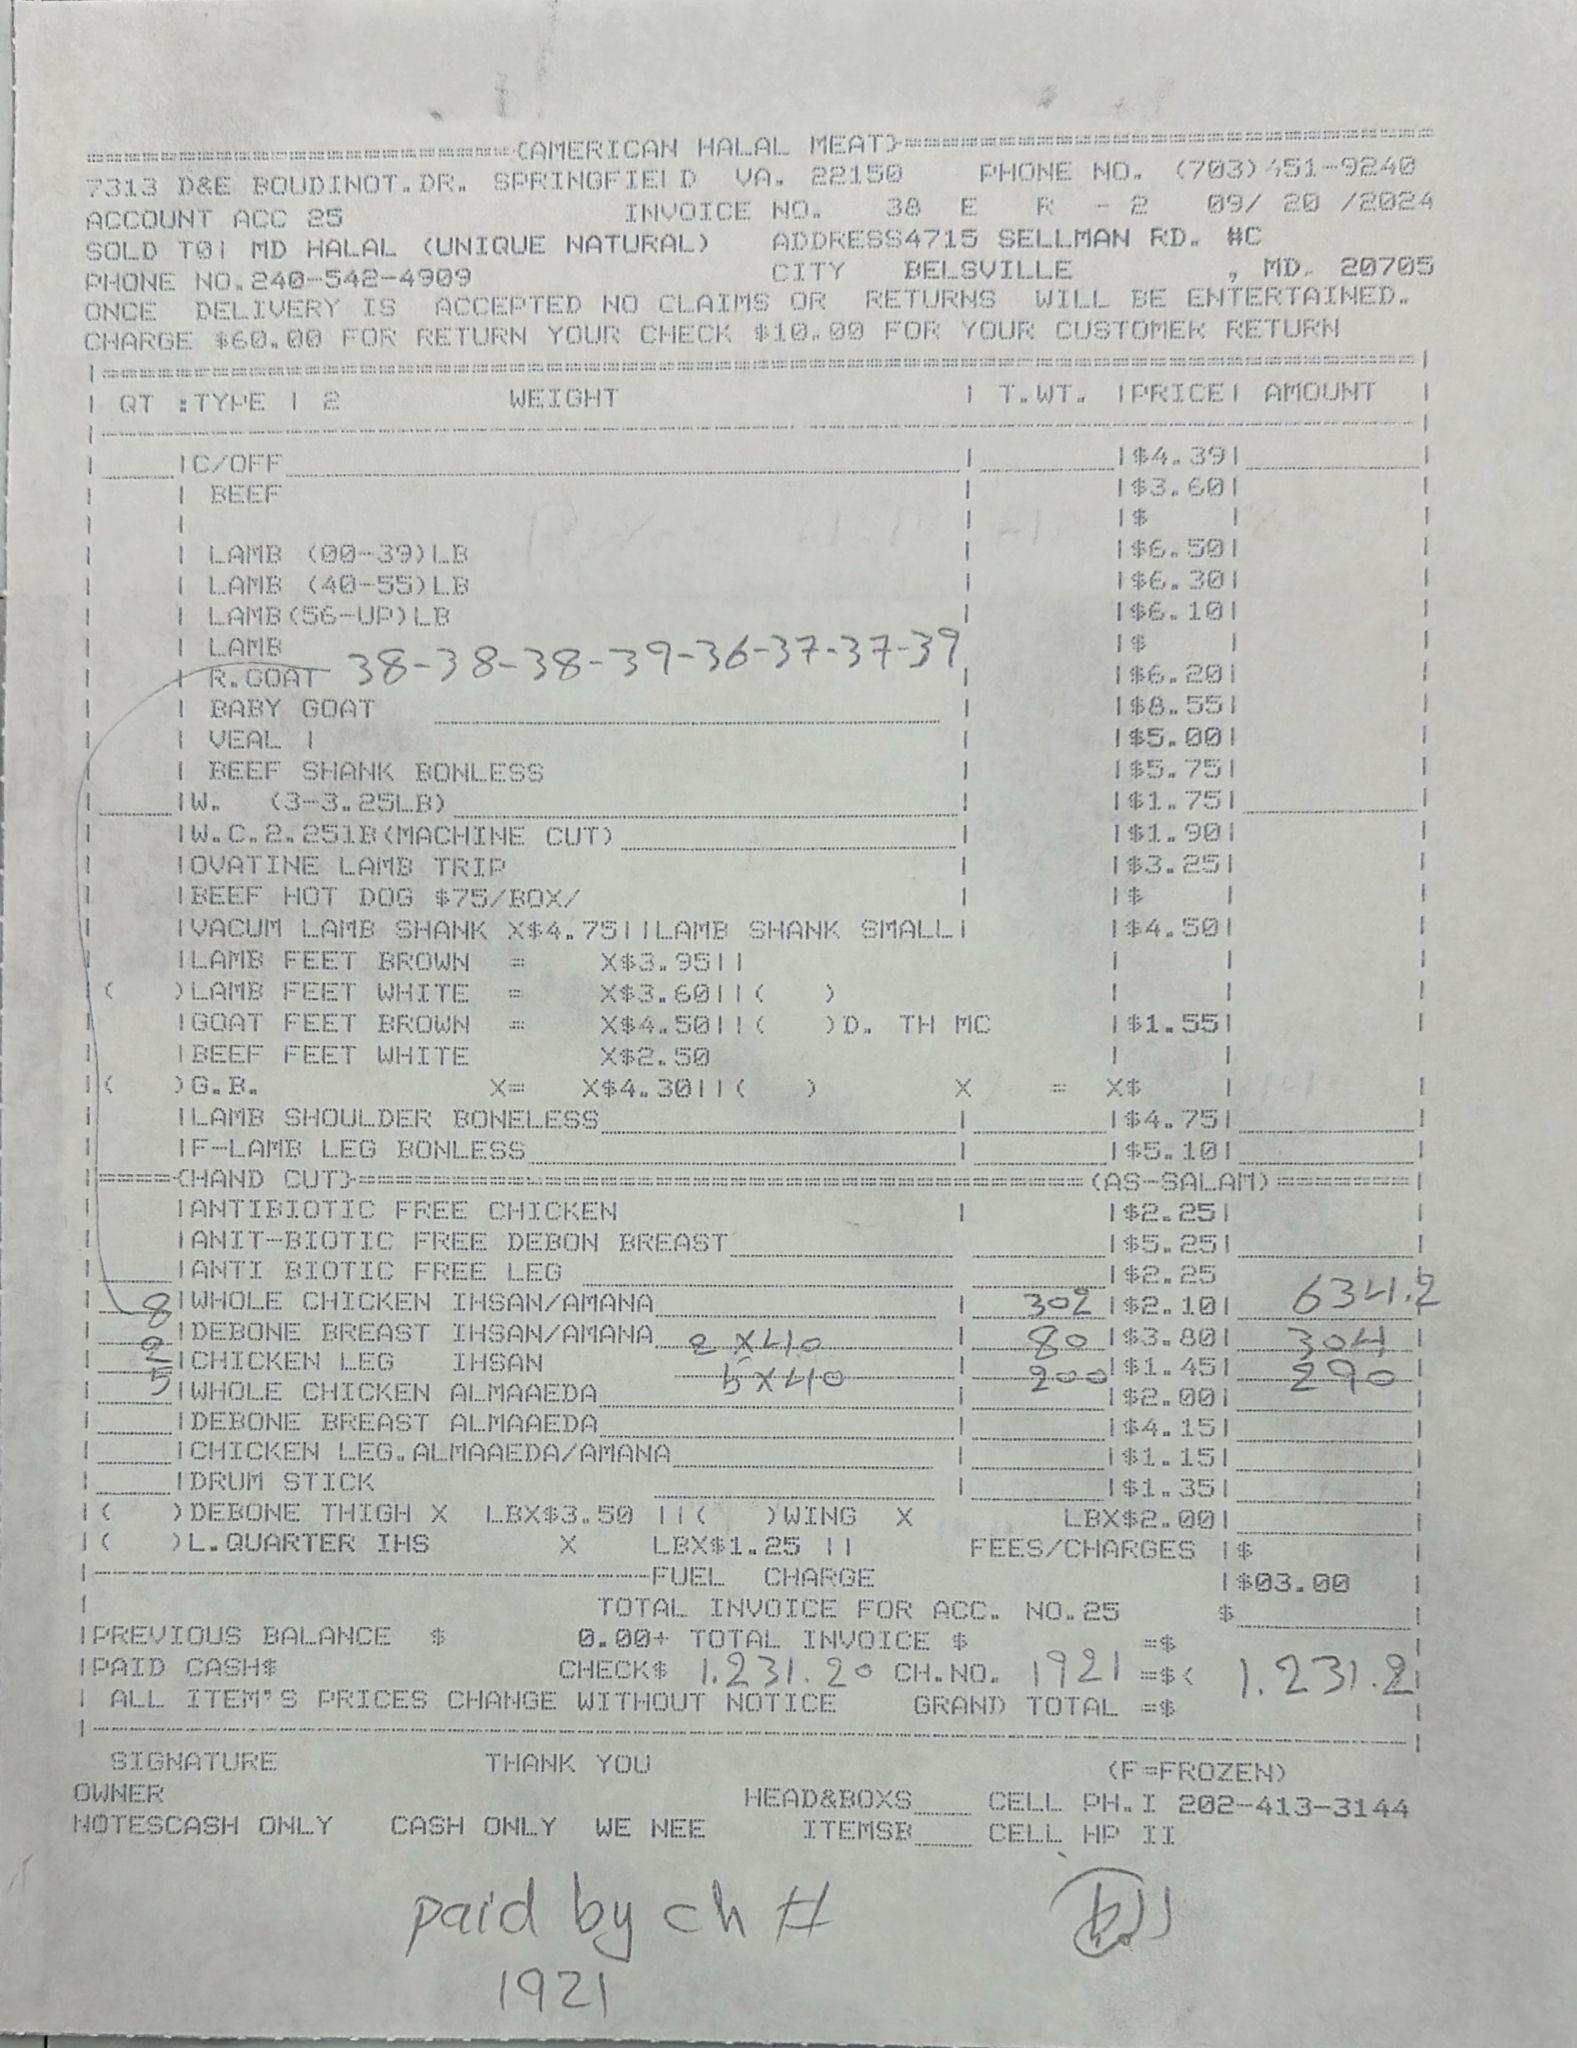 (AMERICAN HALAL MEAT)
7313 D&E BOUDINOT.DR. SPRINGFIELD VA. 22150 PHONE NO. (703)451-9240
ACCOUNT ACC 25 INVOICE NO. 38 E R - 2 09/ 20 /2024
SOLD TO| MD HALAL (UNIQUE NATURAL) ADDRESS4715 SELLMAN RD. #C
PHONE NO.240-542-4909 CITY BELSVILLE , MD. 20705
ONCE DELIVERY IS ACCEPTED NO CLAIMS OR RETURNS WILL BE ENTERTAINED.
CHARGE $60.00 FOR RETURN YOUR CHECK $10.00 FOR YOUR CUSTOMER RETURN
QT :TYPE | 2 WEIGHT | T.WT. |PRICE| AMOUNT
C/OFF $4.39
BEEF $3.60
$
LAMB (00-39)LB $6.50
LAMB (40-55)LB $6.30
LAMB(56-UP)LB $6.10
LAMB $
R.GOAT 38-38-38-39-36-37-37-39 $6.20
BABY GOAT $8.55
VEAL | $5.00
BEEF SHANK BONLESS $5.75
W. (3-3.25LB) $1.75
W.C.2.25lB(MACHINE CUT) $1.90
OVATINE LAMB TRIP $3.25
BEEF HOT DOG $75/BOX/ $
VACUM LAMB SHANK X$4.75||LAMB SHANK SMALL| $4.50
LAMB FEET BROWN = X$3.95||
( )LAMB FEET WHITE = X$3.60||( )
GOAT FEET BROWN = X$4.50||( )D. TH MC $1.55
BEEF FEET WHITE X$2.50
( )G.B. X= X$4.30||( ) X = X$
LAMB SHOULDER BONELESS $4.75
F-LAMB LEG BONLESS $5.10
(HAND CUT) (AS-SALAM)
ANTIBIOTIC FREE CHICKEN $2.25
ANIT-BIOTIC FREE DEBON BREAST $5.25
ANTI BIOTIC FREE LEG $2.25
8 WHOLE CHICKEN IHSAN/AMANA 302 $2.10 634.2
2 DEBONE BREAST IHSAN/AMANA 2X40 80 $3.80 304
5 CHICKEN LEG IHSAN 5X40 200 $1.45 290
WHOLE CHICKEN ALMAAEDA $2.00
DEBONE BREAST ALMAAEDA $4.15
CHICKEN LEG.ALMAAEDA/AMANA $1.15
DRUM STICK $1.35
( )DEBONE THIGH X LBX$3.50 ||( )WING X LBX$2.00
( )L.QUARTER IHS X LBX$1.25 || FEES/CHARGES |$
FUEL CHARGE $03.00
TOTAL INVOICE FOR ACC. NO.25 $
PREVIOUS BALANCE $ 0.00+ TOTAL INVOICE $ =$
PAID CASH$ CHECK$ 1.231.20 CH.NO. 1921 =$( 1.231.2
ALL ITEM'S PRICES CHANGE WITHOUT NOTICE GRAND TOTAL =$
SIGNATURE THANK YOU (F=FROZEN)
OWNER HEAD&BOXS CELL PH.I 202-413-3144
NOTESCASH ONLY CASH ONLY WE NEE ITEMSB CELL HP II
paid by ch #
1921